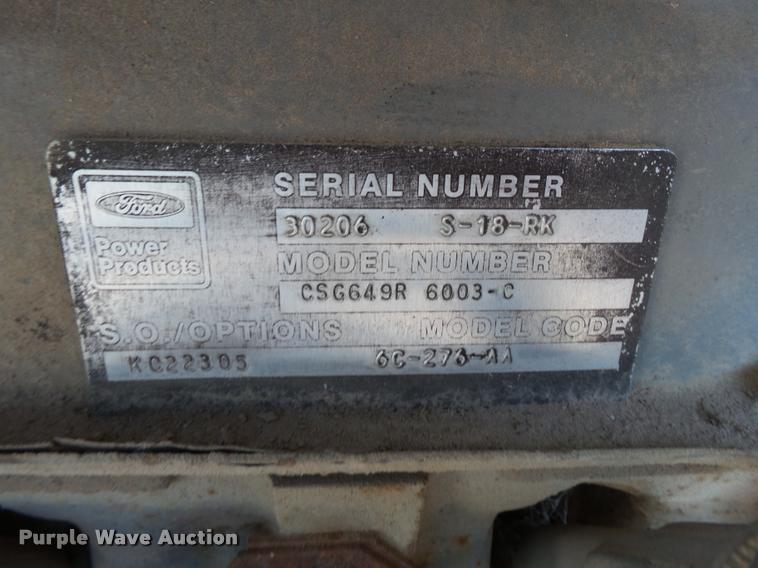 SERIAL NUMBER
Ford
30206 S-18-RK
Power Products
MODEL NUMBER
CSG649R 6003-C
S.O./OPTIONS MODEL CODE
KC22305 6C-276-AA
Purple Wave Auction